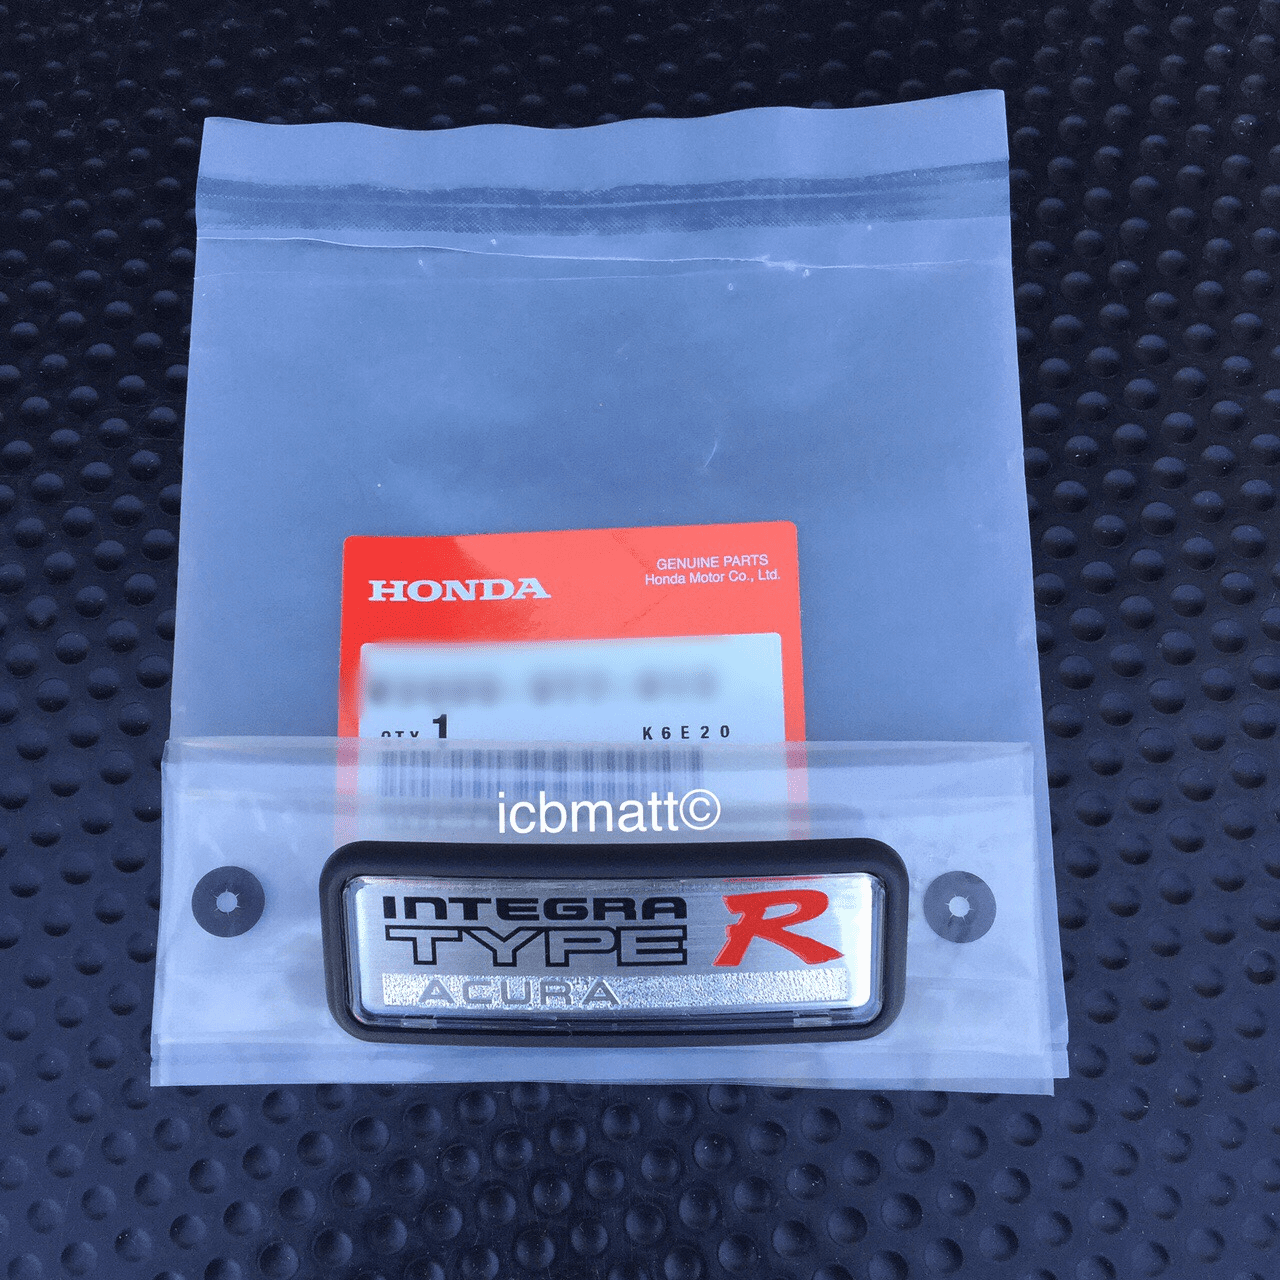 HONDA
GENUINE PARTS
Honda Motor Co., Ltd.
QTY 1
K6E20
icbmatt©
INTEGRA
TYPE R
ACURA